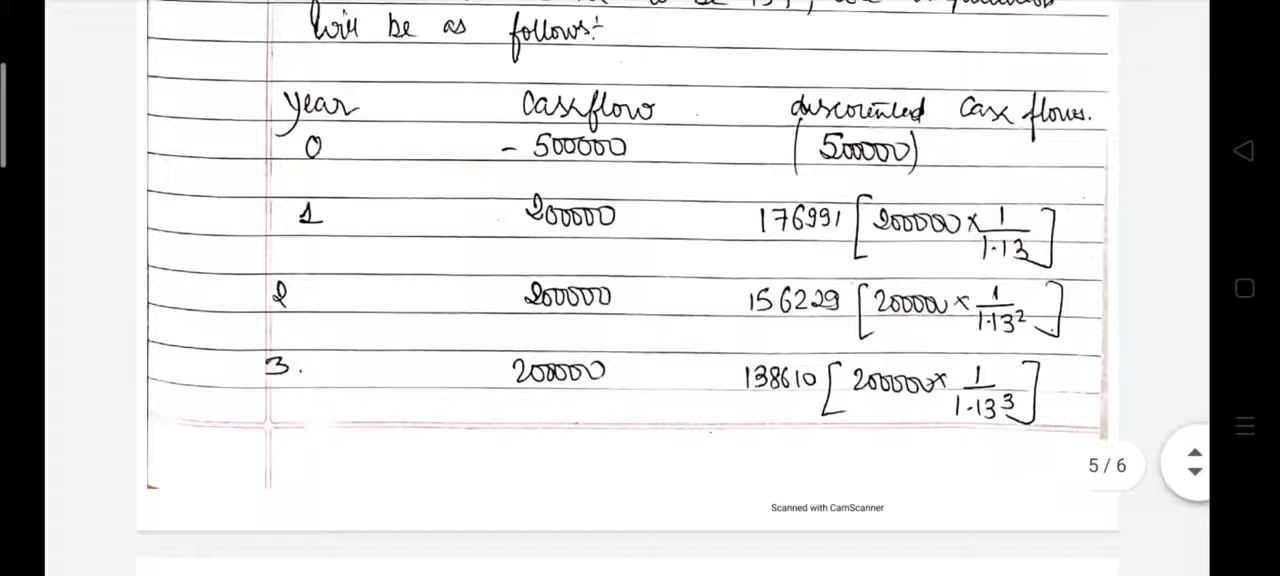 will be as follows:-
year cashflow discounted case flows.
0 - 500000 (500000)
1 200000 176991 [200000 × 1/1.13]
2 200000 156229 [200000 × 1/1.13²]
3. 200000 138610 [200000 × 1/1.13³]
5 / 6
Scanned with CamScanner